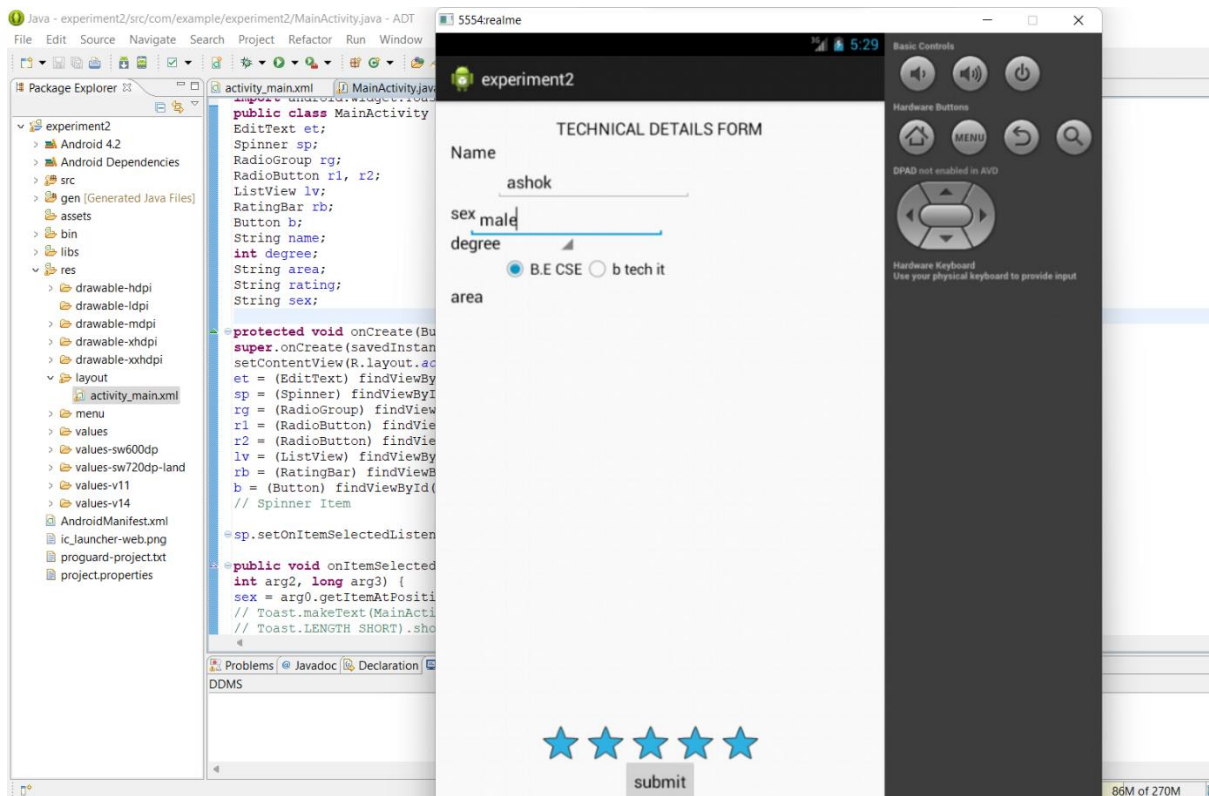 Java - experiment2/src/com/example/experiment2/MainActivity.java - ADT
File Edit Source Navigate Search Project Refactor Run Window
Package Explorer
experiment2
Android 4.2
Android Dependencies
src
gen [Generated Java Files]
assets
bin
libs
res
drawable-hdpi
drawable-ldpi
drawable-mdpi
drawable-xhdpi
drawable-xxhdpi
layout
activity_main.xml
menu
values
values-sw600dp
values-sw720dp-land
values-v11
values-v14
AndroidManifest.xml
ic_launcher-web.png
proguard-project.txt
project.properties
activity_main.xml MainActivity.java
public class MainActivity
EditText et;
Spinner sp;
RadioGroup rg;
RadioButton r1, r2;
ListView lv;
RatingBar rb;
Button b;
String name;
int degree;
String area;
String rating;
String sex;
protected void onCreate(Bu
super.onCreate(savedInstan
setContentView(R.layout.ac
et = (EditText) findViewBy
sp = (Spinner) findViewByI
rg = (RadioGroup) findView
r1 = (RadioButton) findVie
r2 = (RadioButton) findVie
lv = (ListView) findViewBy
rb = (RatingBar) findViewB
b = (Button) findViewById(
// Spinner Item
sp.setOnItemSelectedListen
public void onItemSelected
int arg2, long arg3) {
sex = arg0.getItemAtPositi
// Toast.makeText(MainActi
// Toast.LENGTH_SHORT).sho
Problems @ Javadoc Declaration
DDMS
5554:realme
3G 5:29
experiment2
TECHNICAL DETAILS FORM
Name
ashok
sex male
degree
B.E CSE b tech it
area
submit
Basic Controls
Hardware Buttons
MENU
DPAD not enabled in AVD
Hardware Keyboard
Use your physical keyboard to provide input
86M of 270M